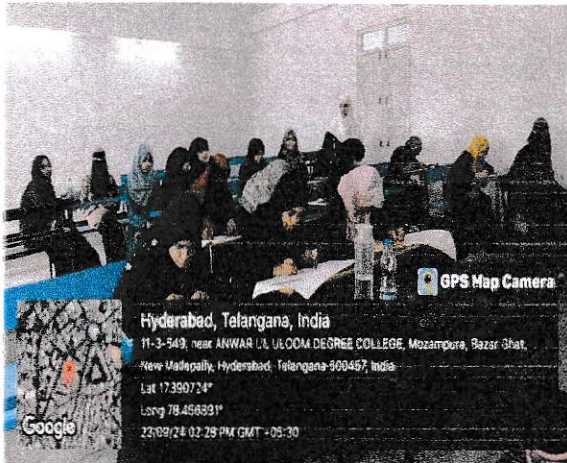 GPS Map Camera
Hyderabad, Telangana, India
11-3-549, near ANWAR UL ULOOM DEGREE COLLEGE, Mozampura, Bazar Ghat,
New Mallepally, Hyderabad, Telangana 500457, India
Lat 17.390724°
Long 78.466391°
23/09/24 02:28 PM GMT +05:30
Google